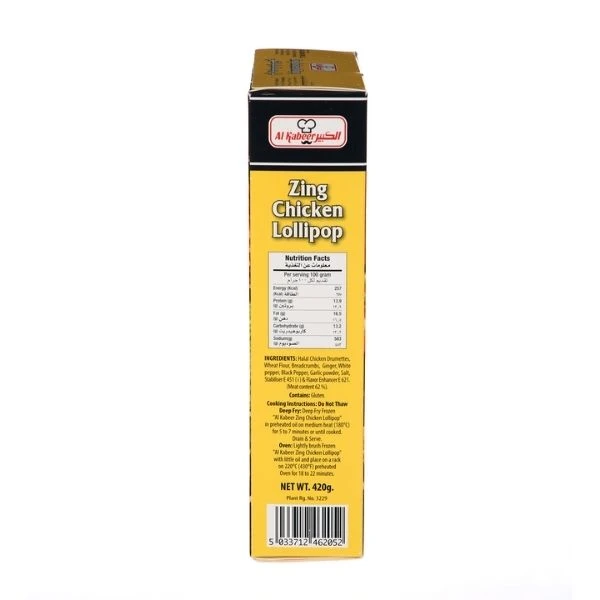 Al Kabeer الكبير
Zing
Chicken
Lollipop
Nutrition Facts
معلومات عن التغذية
Per serving 100 gram
Energy (Kcal) 257
Protein (g) 13.9
Fat (g) 16.5
Carbohydrate (g) 13.2
Sodium(g) 563
INGREDIENTS: Halal Chicken Drumettes,
Wheat Flour, Breadcrumbs, Ginger, White
pepper, Black Pepper, Garlic powder, Salt,
Stabiliser E 451 (i) & Flavor Enhancer E 621.
(Meat content 62 %).
Contains: Gluten.
Cooking Instructions: Do Not Thaw
Deep Fry: Deep Fry Frozen
"Al Kabeer Zing Chicken Lollipop"
in preheated oil on medium heat (180°C)
for 5 to 7 minutes or until cooked.
Drain & Serve.
Oven: Lightly brush Frozen
"Al Kabeer Zing Chicken Lollipop"
with little oil and place on a rack
on 220°C (430°F) preheated
Oven for 18 to 22 minutes.
NET WT. 420g.
Plant Rg. No. 3229
5 033712 462052